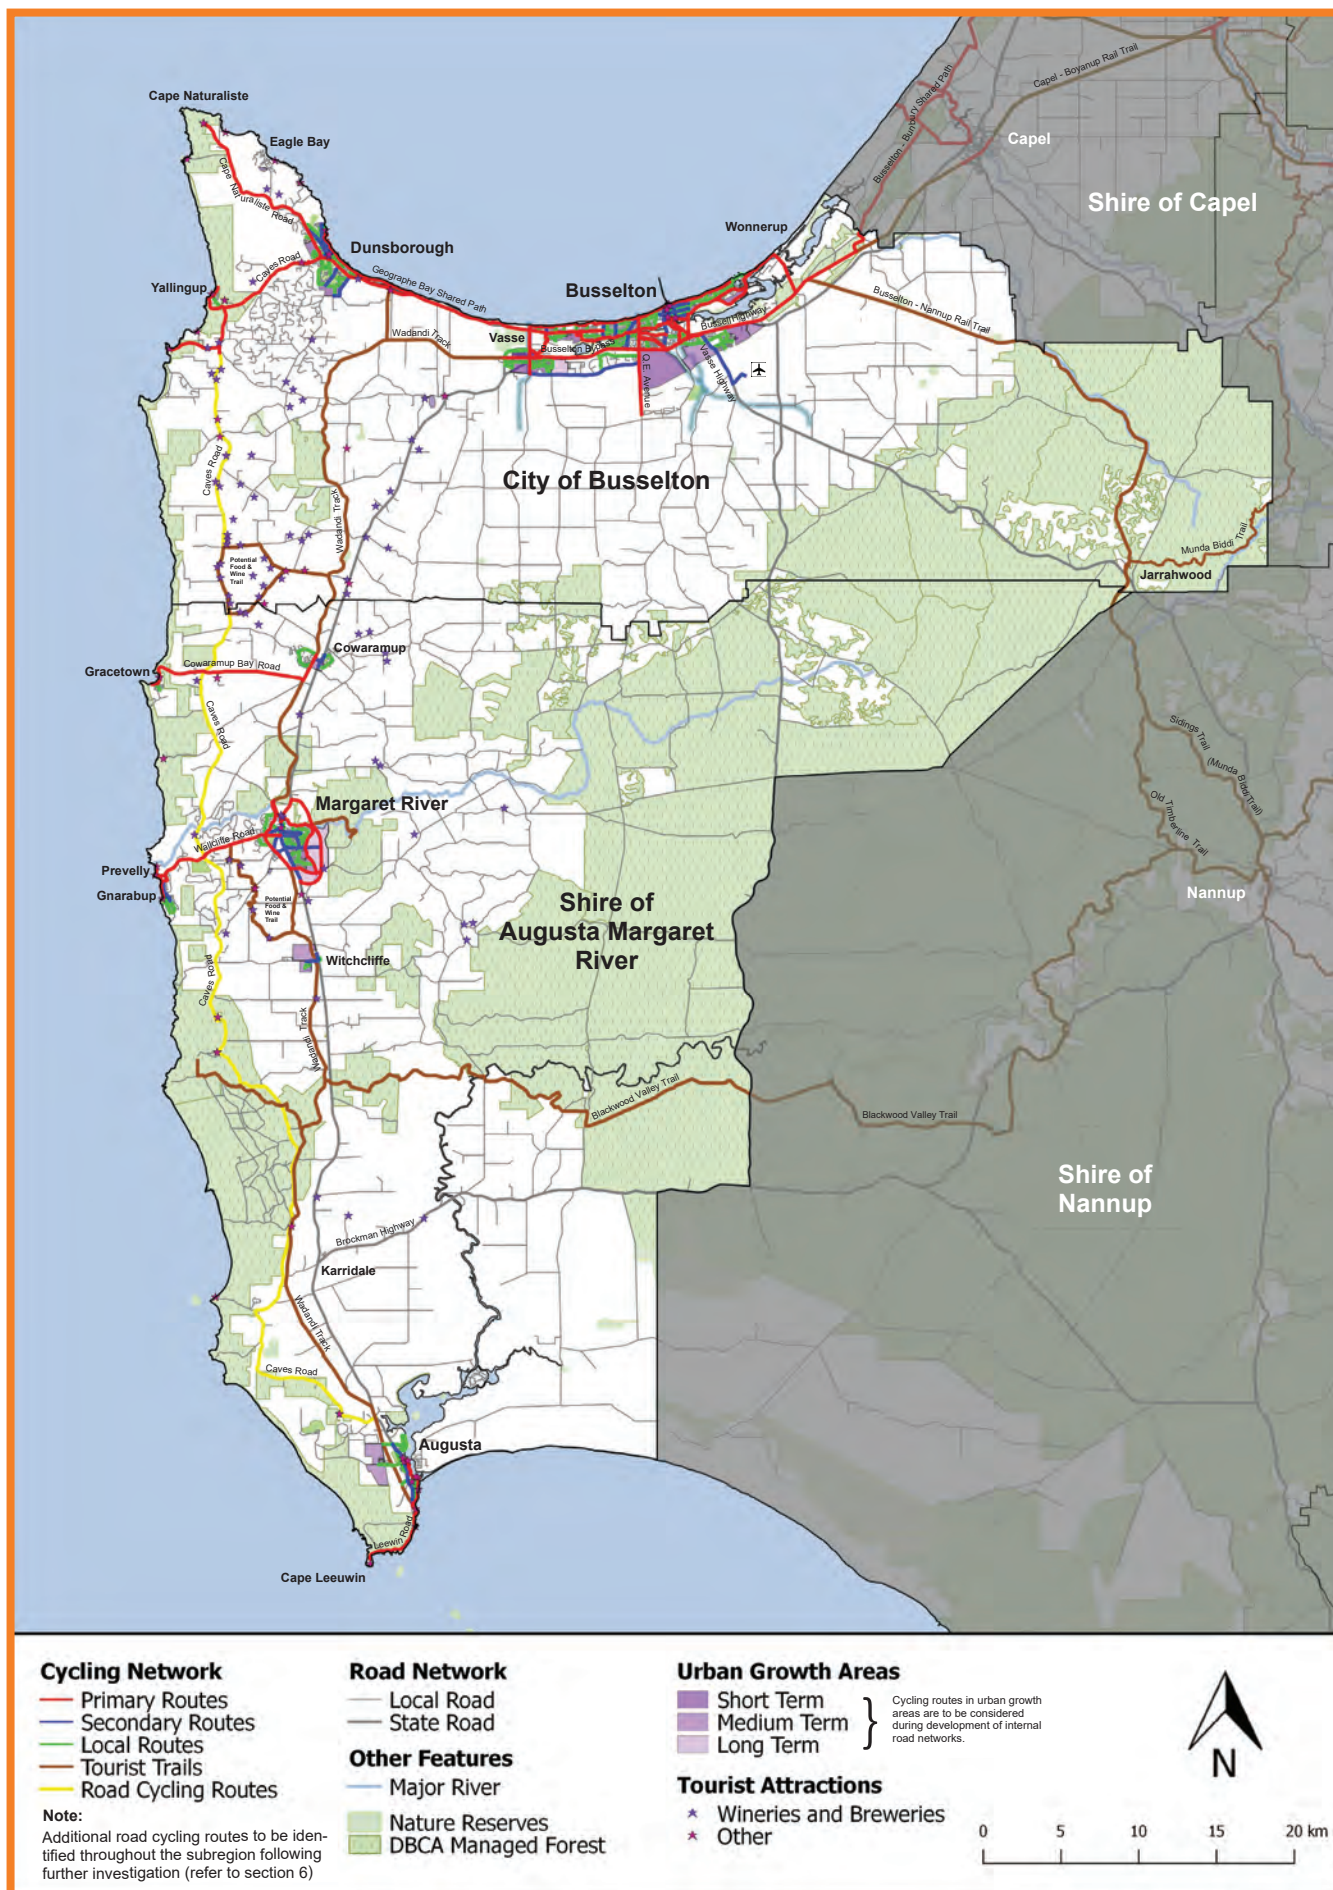 Cape Naturaliste
Eagle Bay
Cape Naturaliste Road
Dunsborough
Caves Road
Yallingup
Geographe Bay Shared Path
Wadandi Track
Vasse
Busselton
Busselton Bypass
Bussel Highway
Q.E. Avenue
Vasse Highway
Wonnerup
Busselton - Bunbury Shared Path
Capel - Boyanup Rail Trail
Capel
Shire of Capel
Busselton - Nannup Rail Trail
City of Busselton
Caves Road
Wadandi Track
Potential
Food &
Wine
Trail
Munda Biddi Trail
Jarrahwood
Cowaramup
Gracetown
Cowaramup Bay Road
Caves Road
Sidings Trail
(Munda Biddi Trail)
Old Timberline Trail
Nannup
Margaret River
Wallcliffe Road
Prevelly
Gnarabup
Potential
Food &
Wine
Trail
Shire of
Augusta Margaret
River
Witchcliffe
Caves Road
Wadandi Track
Blackwood Valley Trail
Blackwood Valley Trail
Shire of
Nannup
Brockman Highway
Karridale
Wadandi Track
Caves Road
Augusta
Leewin Road
Cape Leeuwin
Cycling Network
Primary Routes
Secondary Routes
Local Routes
Tourist Trails
Road Cycling Routes
Note:
Additional road cycling routes to be iden-
tified throughout the subregion following
further investigation (refer to section 6)
Road Network
Local Road
State Road
Other Features
Major River
Nature Reserves
DBCA Managed Forest
Urban Growth Areas
Short Term
Medium Term
Long Term
Cycling routes in urban growth
areas are to be considered
during development of internal
road networks.
Tourist Attractions
Wineries and Breweries
Other
N
0 5 10 15 20 km